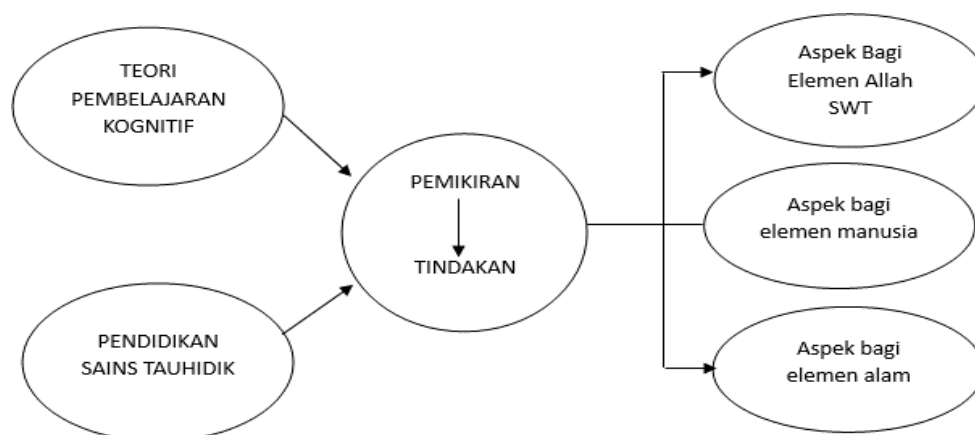 TEORI
PEMBELAJARAN
KOGNITIF
PENDIDIKAN
SAINS TAUHIDIK
PEMIKIRAN
TINDAKAN
Aspek Bagi
Elemen Allah
SWT
Aspek bagi
elemen manusia
Aspek bagi
elemen alam